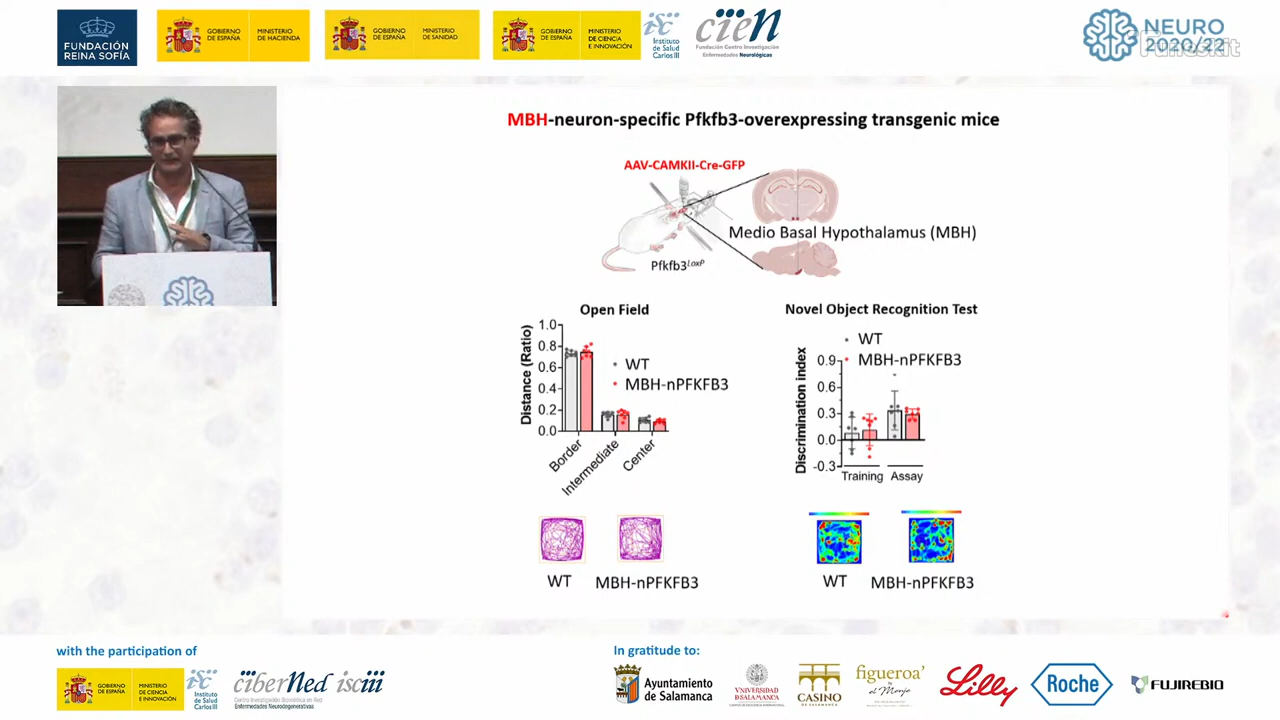 FUNDACIÓN
REINA SOFÍA
GOBIERNO
DE ESPAÑA
MINISTERIO
DE HACIENDA
GOBIERNO
DE ESPAÑA
MINISTERIO
DE SANIDAD
GOBIERNO
DE ESPAÑA
MINISTERIO
DE CIENCIA
E INNOVACIÓN
isc
Instituto
de Salud
Carlos III
cien
Fundación Centro Investigación
Enfermedades Neurológicas
NEURO
2020/22
MBH-neuron-specific Pfkfb3-overexpressing transgenic mice
AAV-CAMKII-Cre-GFP
Medio Basal Hypothalamus (MBH)
Pfkfb3LoxP
Open Field
Distance (Ratio)
1.0
0.8
0.6
0.4
0.2
0.0
WT
MBH-nPFKFB3
Border
Intermediate
Center
Novel Object Recognition Test
WT
MBH-nPFKFB3
Discrimination index
0.9
0.6
0.3
0.0
-0.3
Training Assay
WT MBH-nPFKFB3
WT MBH-nPFKFB3
with the participation of
GOBIERNO
DE ESPAÑA
MINISTERIO
DE CIENCIA
E INNOVACIÓN
isc
Instituto
de Salud
Carlos III
ciberNed isciii
Centro Investigación Biomédica en Red
Enfermedades Neurodegenerativas
In gratitude to:
Ayuntamiento
de Salamanca
VNiVERSiDAD
DSALAMANCA
CASINO
DE SALAMANCA
figueroa'
by
el Monje
Lilly
Roche
FUJIREBIO